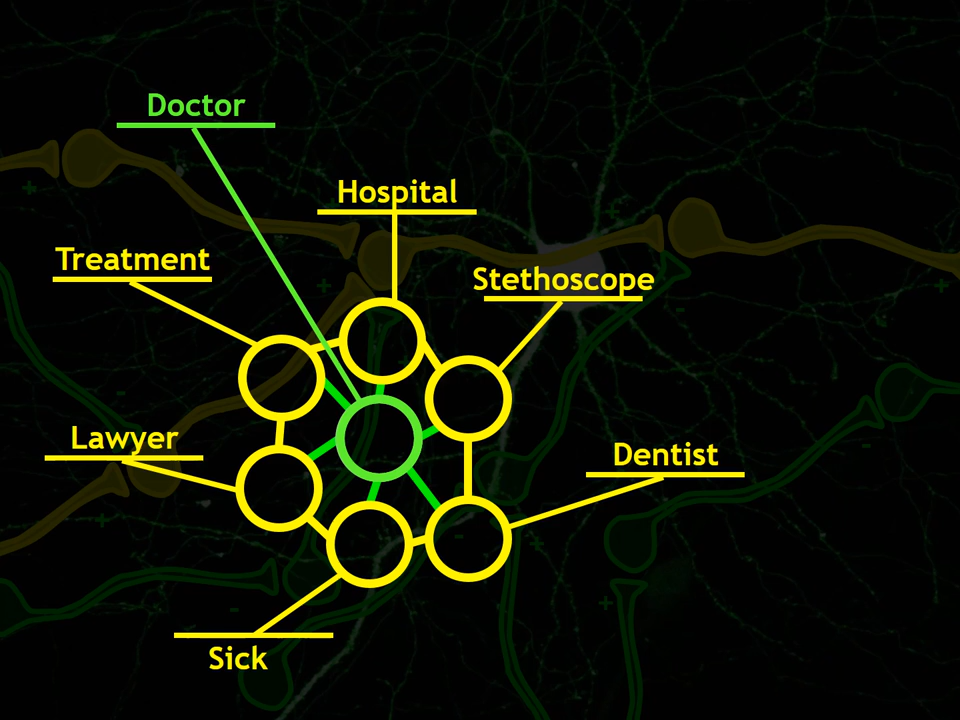 Doctor
Hospital
Treatment
Stethoscope
Lawyer
Dentist
Sick